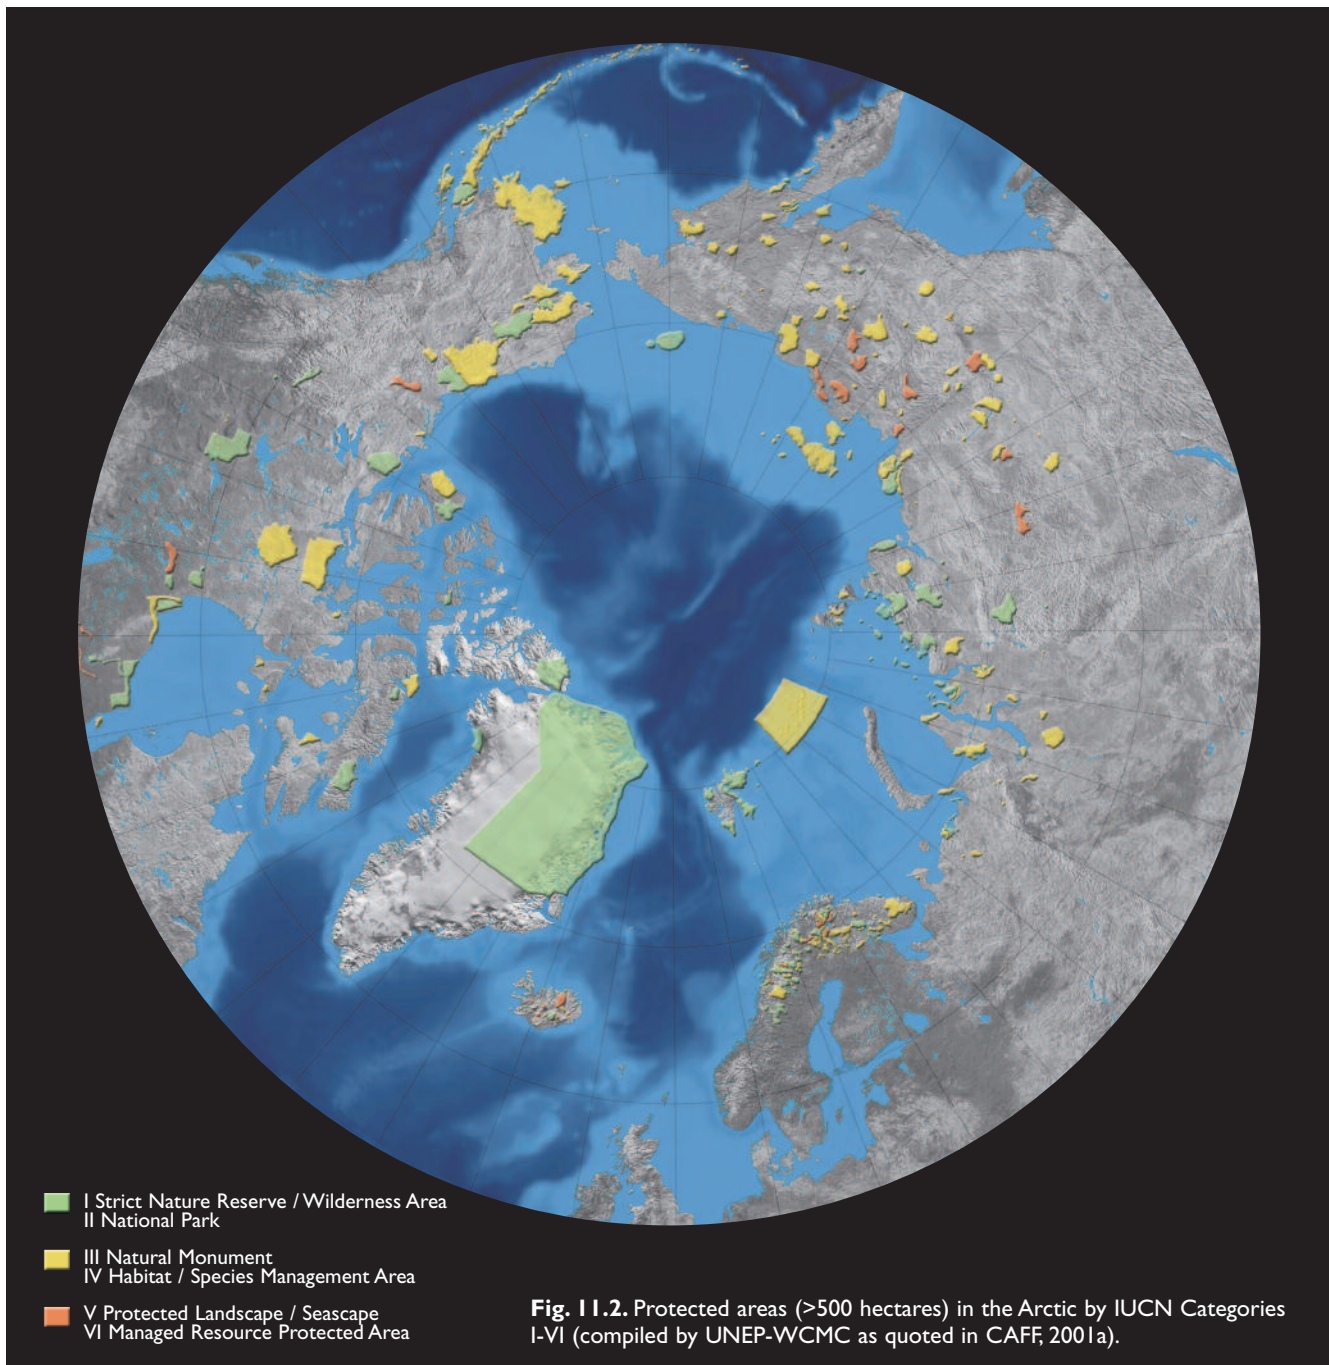 I Strict Nature Reserve / Wilderness Area
II National Park
III Natural Monument
IV Habitat / Species Management Area
V Protected Landscape / Seascape
VI Managed Resource Protected Area
Fig. 11.2. Protected areas (>500 hectares) in the Arctic by IUCN Categories
I-VI (compiled by UNEP-WCMC as quoted in CAFF, 2001a).